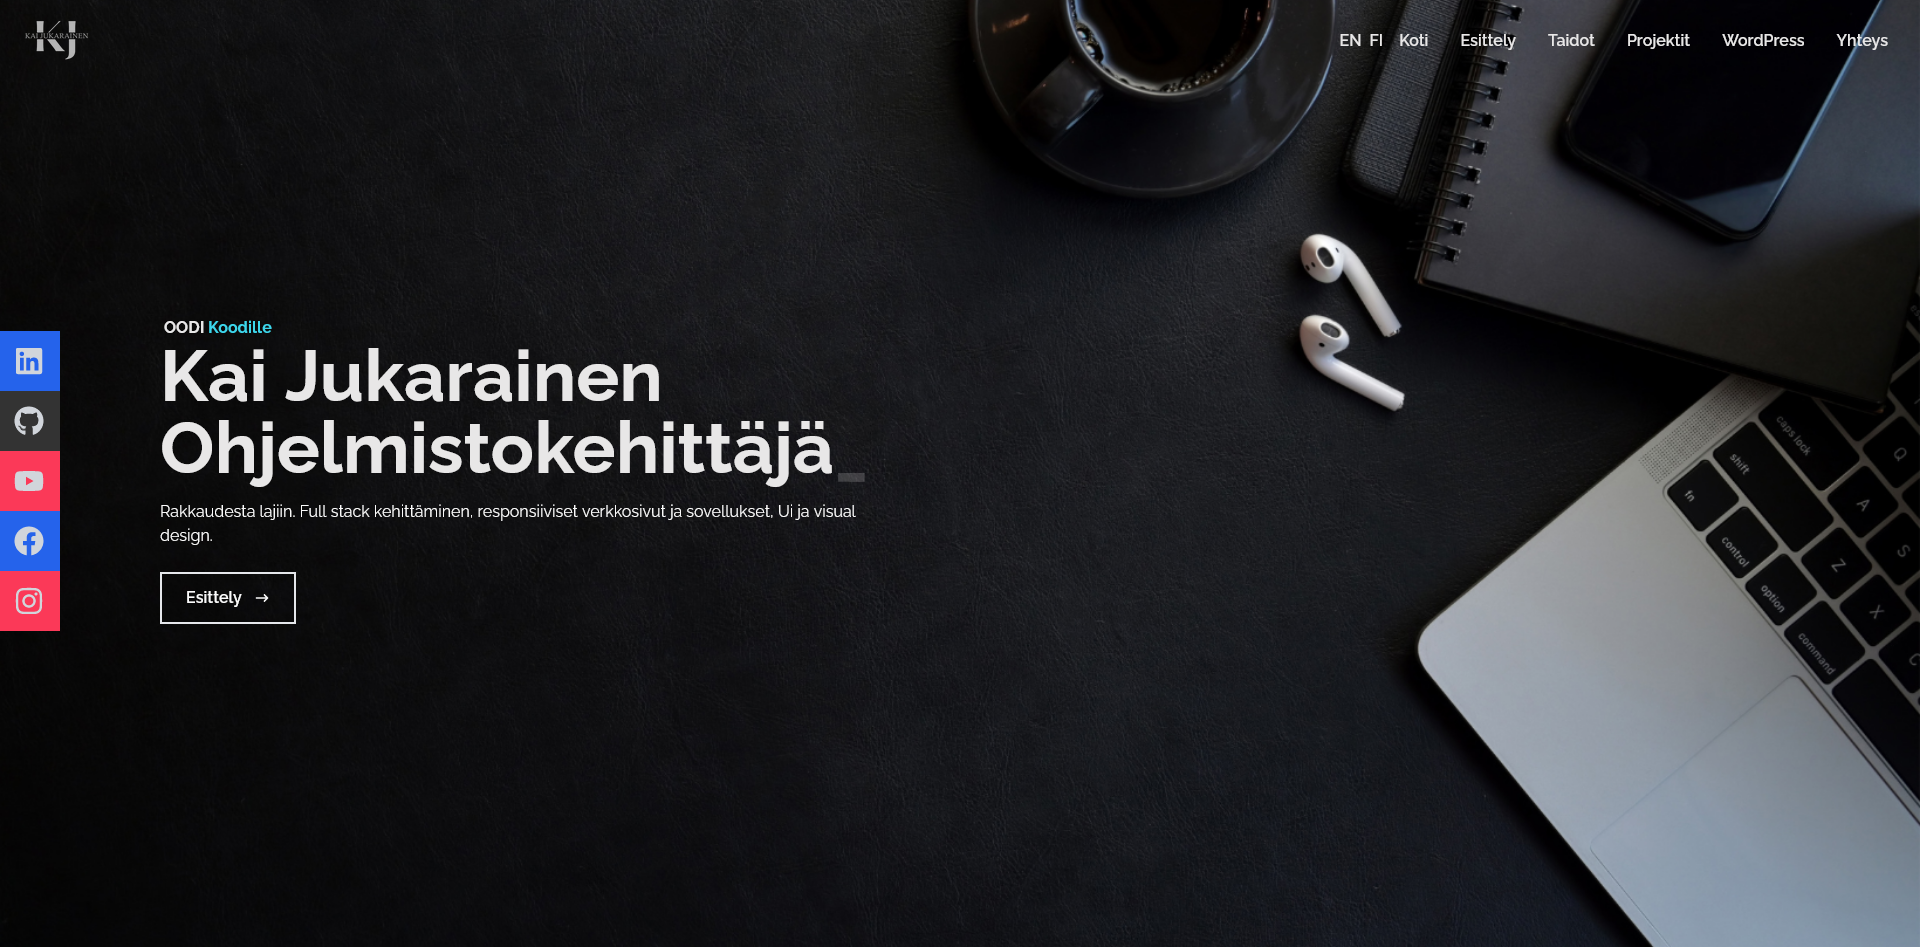 KAI JUKARAINEN
KJ
EN FI Koti Esittely Taidot Projektit WordPress Yhteys
OODI Koodille
Kai Jukarainen
Ohjelmistokehittäjä_
Rakkaudesta lajiin. Full stack kehittäminen, responsiiviset verkkosivut ja sovellukset, Ui ja visual
design.
Esittely →
in
caps lock
Q
shift
A
S
fn
Z
control
X
option
C
command